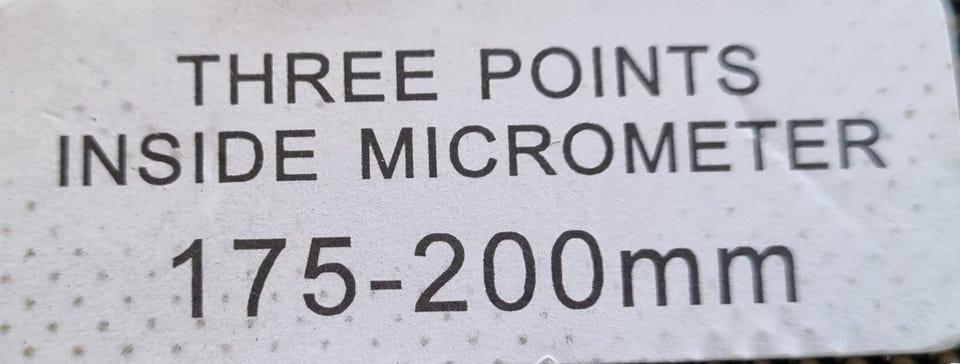 THREE POINTS
INSIDE MICROMETER
175-200mm